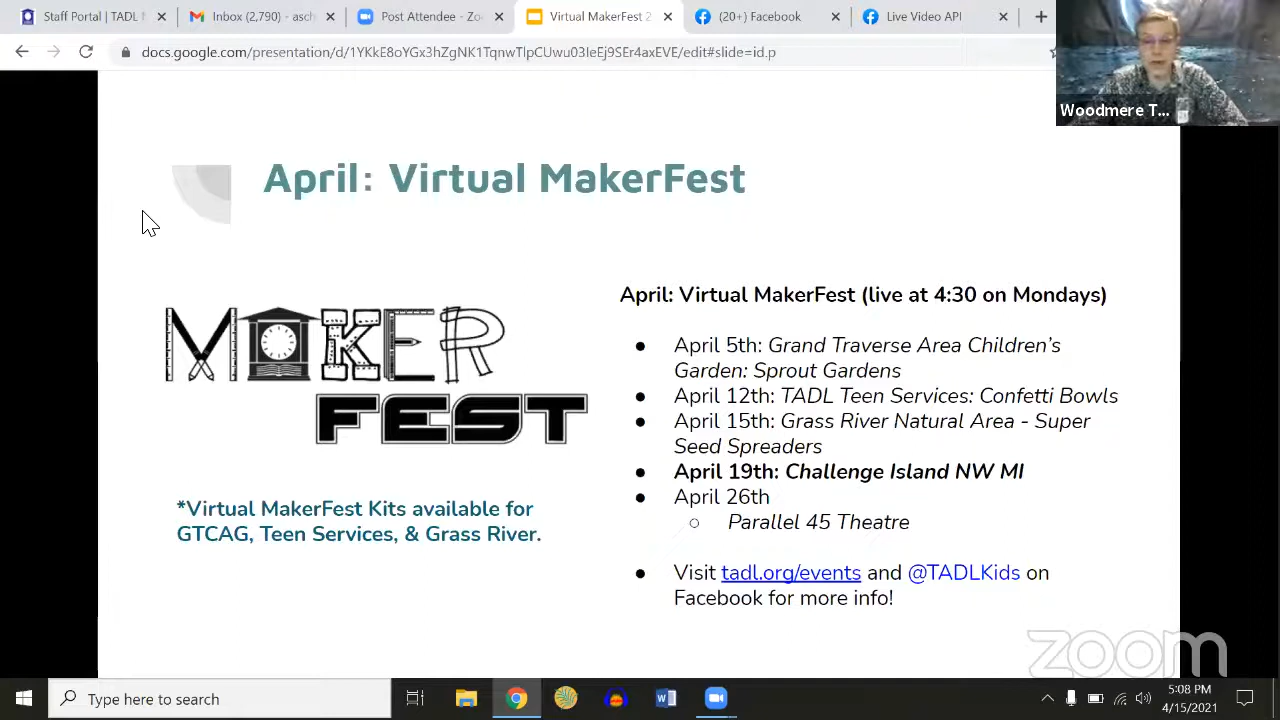 Staff Portal | TADL
Inbox (2,790) - asch
Post Attendee - Zo
Virtual MakerFest 2
(20+) Facebook
Live Video API
docs.google.com/presentation/d/1YKkE8oYGx3hZgNK1TqnwTlpCUwu03IeEj9SEr4axEVE/edit#slide=id.p
Woodmere T...
April: Virtual MakerFest
MAKER
FEST
*Virtual MakerFest Kits available for
GTCAG, Teen Services, & Grass River.
April: Virtual MakerFest (live at 4:30 on Mondays)
● April 5th: Grand Traverse Area Children's
Garden: Sprout Gardens
● April 12th: TADL Teen Services: Confetti Bowls
● April 15th: Grass River Natural Area - Super
Seed Spreaders
● April 19th: Challenge Island NW MI
● April 26th
○ Parallel 45 Theatre
● Visit tadl.org/events and @TADLKids on
Facebook for more info!
zoom
Type here to search
5:08 PM
4/15/2021